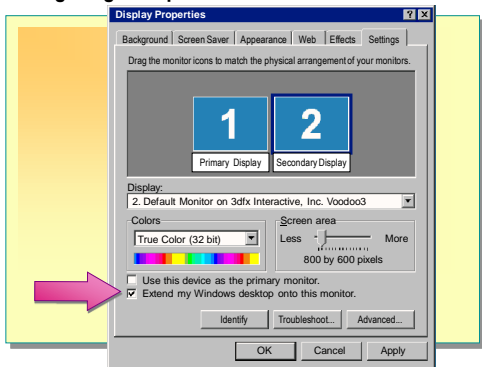 Display Properties
Background Screen Saver Appearance Web Effects Settings
Drag the monitor icons to match the physical arrangement of your monitors.
1 2
Primary Display Secondary Display
Display:
2. Default Monitor on 3dfx Interactive, Inc. Voodoo3
Colors Screen area
True Color (32 bit) Less More
800 by 600 pixels
Use this device as the primary monitor.
Extend my Windows desktop onto this monitor.
Identify Troubleshoot... Advanced...
OK Cancel Apply